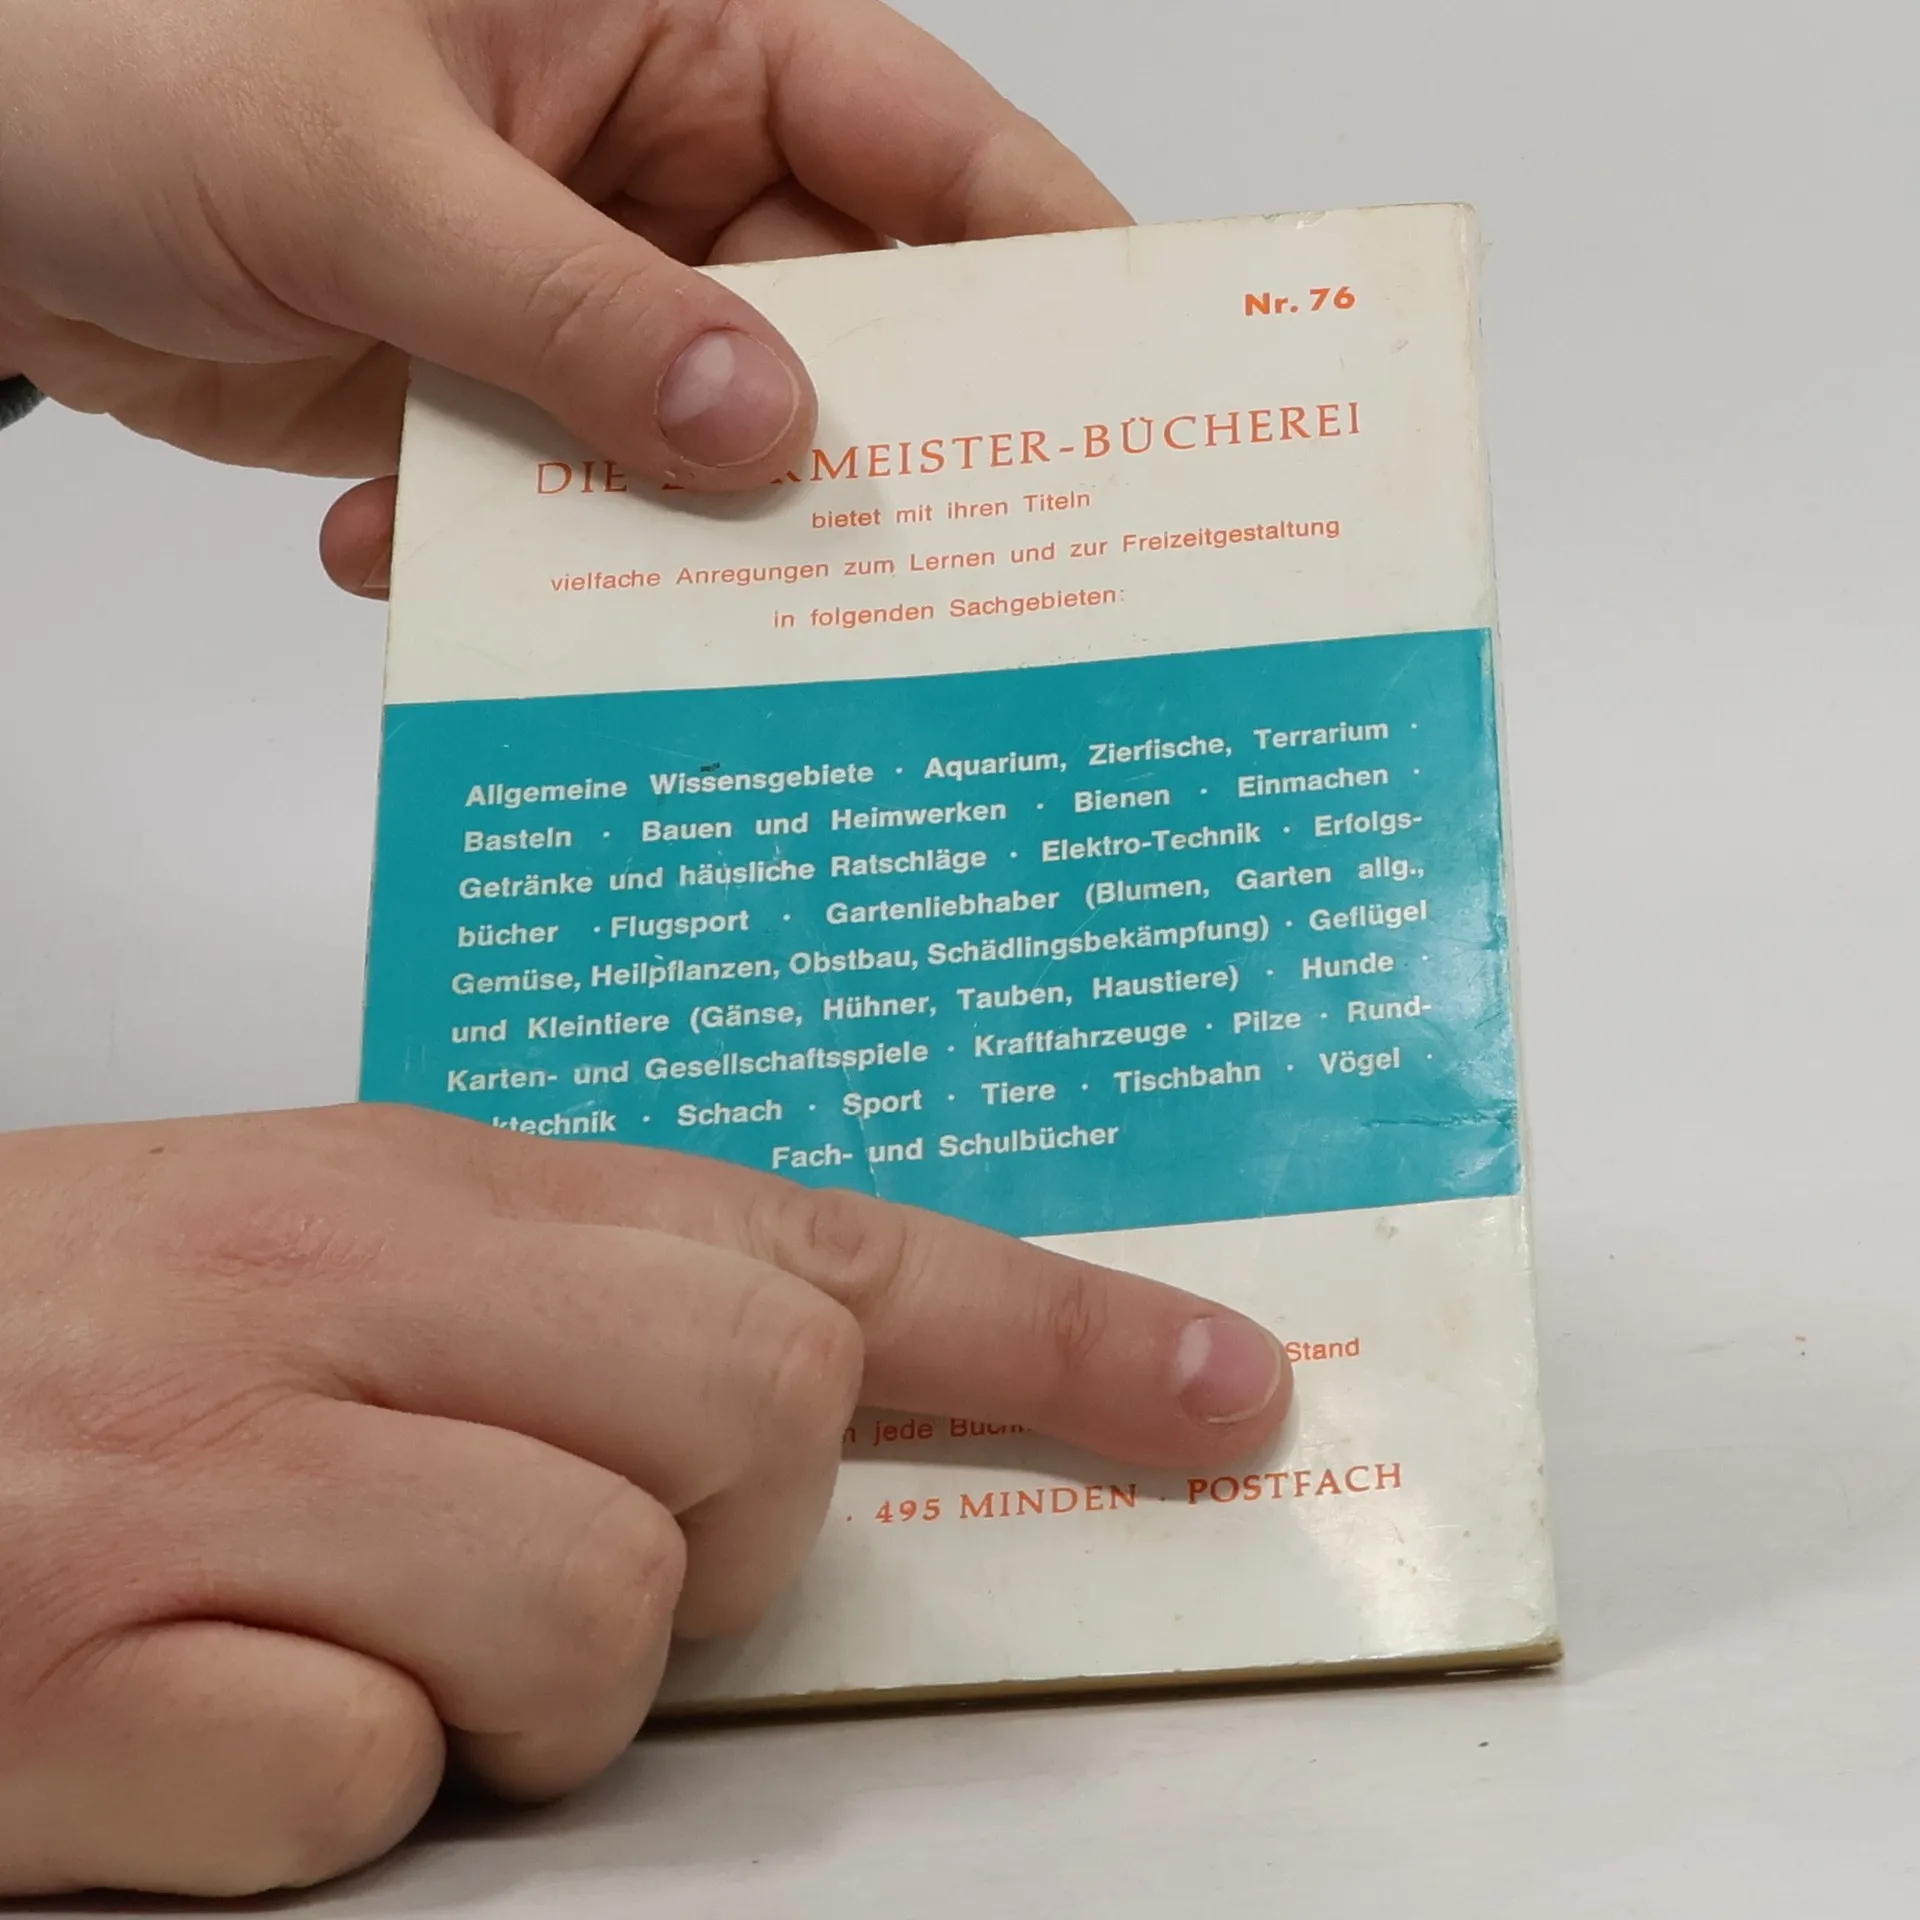 Nr. 76
DIE MEISTER-BÜCHEREI
bietet mit ihren Titeln
vielfache Anregungen zum Lernen und zur Freizeitgestaltung
in folgenden Sachgebieten:
Allgemeine Wissensgebiete · Aquarium, Zierfische, Terrarium ·
Basteln · Bauen und Heimwerken · Bienen · Einmachen ·
Getränke und häusliche Ratschläge · Elektro-Technik · Erfolgs-
bücher · Flugsport · Gartenliebhaber (Blumen, Garten allg.,
Gemüse, Heilpflanzen, Obstbau, Schädlingsbekämpfung) · Geflügel
und Kleintiere (Gänse, Hühner, Tauben, Haustiere) · Hunde ·
Karten- und Gesellschaftsspiele · Kraftfahrzeuge · Pilze · Rund-
ktechnik · Schach · Sport · Tiere · Tischbahn · Vögel ·
Fach- und Schulbücher
Stand
jede
· 495 MINDEN · POSTFACH